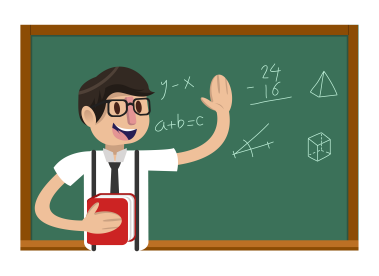 y-x
24
- 16
a+b=c